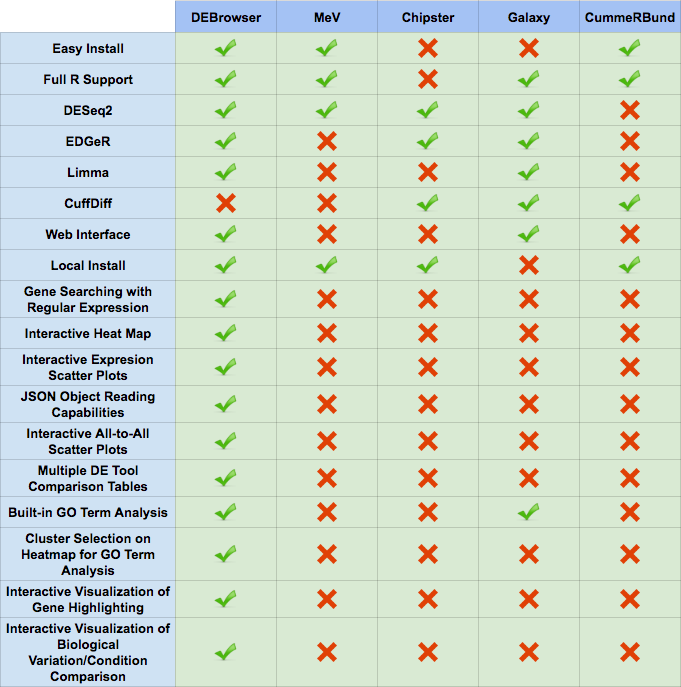 DEBrowser MeV Chipster Galaxy CummeRBund
Easy Install
Full R Support
DESeq2
EDGeR
Limma
CuffDiff
Web Interface
Local Install
Gene Searching with
Regular Expression
Interactive Heat Map
Interactive Expresion
Scatter Plots
JSON Object Reading
Capabilities
Interactive All-to-All
Scatter Plots
Multiple DE Tool
Comparison Tables
Built-in GO Term Analysis
Cluster Selection on
Heatmap for GO Term
Analysis
Interactive Visualization of
Gene Highlighting
Interactive Visualization of
Biological
Variation/Condition
Comparison